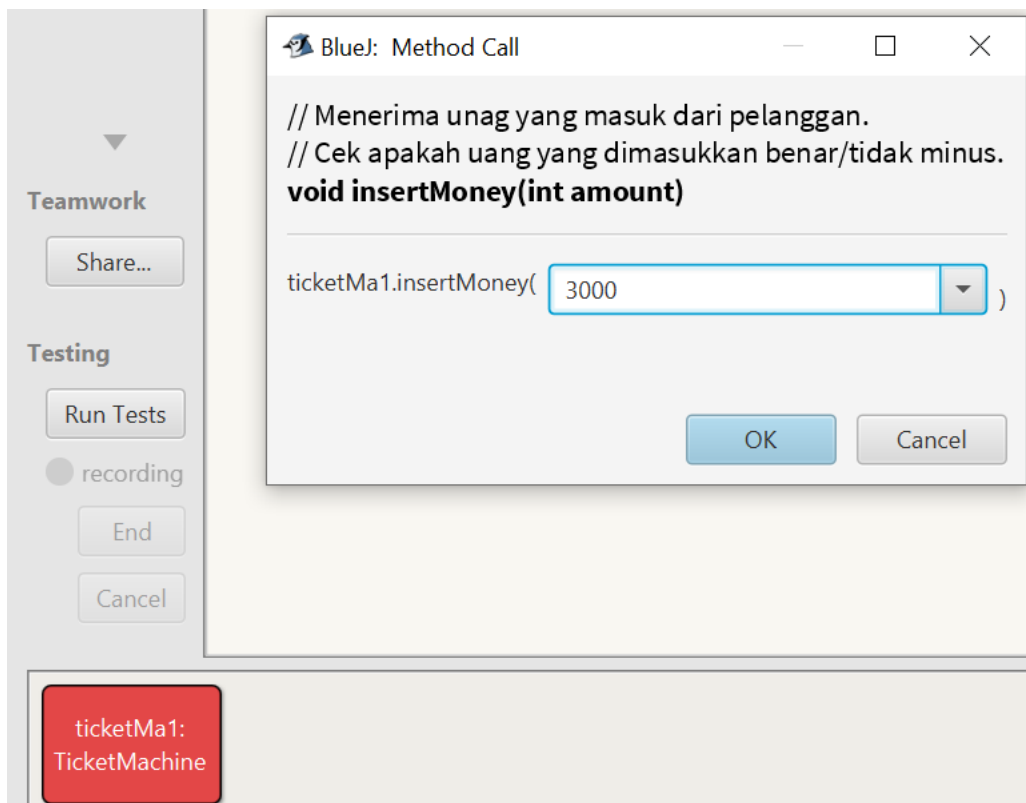 BlueJ: Method Call
// Menerima unag yang masuk dari pelanggan.
// Cek apakah uang yang dimasukkan benar/tidak minus.
void insertMoney(int amount)
ticketMa1.insertMoney( 3000 )
OK Cancel
Teamwork
Share...
Testing
Run Tests
recording
End
Cancel
ticketMa1:
TicketMachine